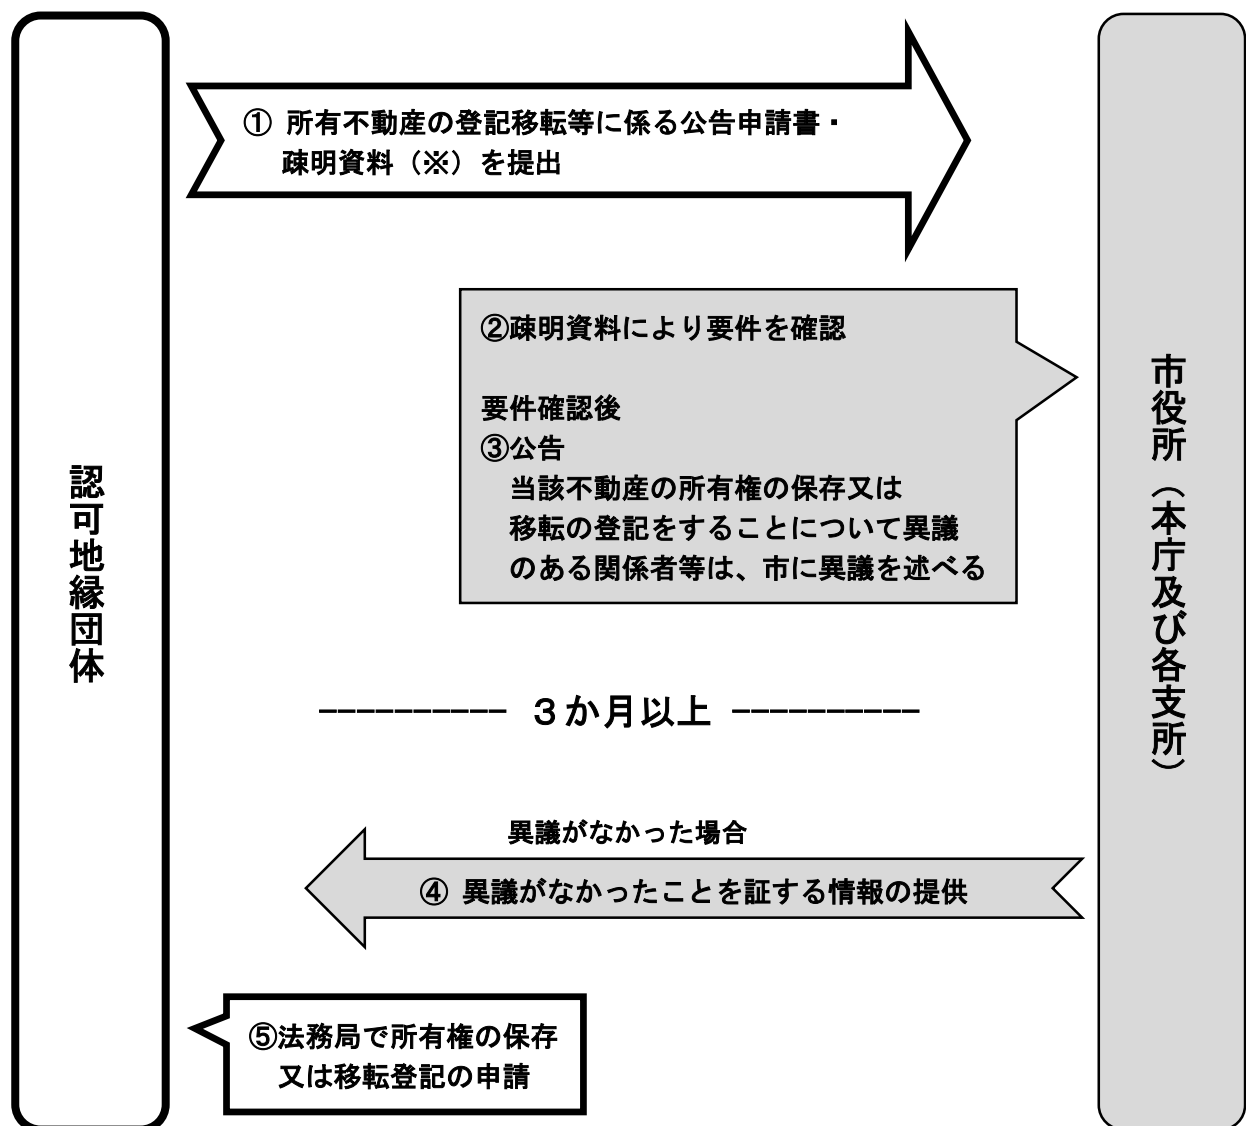 認可地縁団体
① 所有不動産の登記移転等に係る公告申請書・
疎明資料（※）を提出
②疎明資料により要件を確認
要件確認後
③公告
当該不動産の所有権の保存又は
移転の登記をすることについて異議
のある関係者等は、市に異議を述べる
---------- ３か月以上 ----------
異議がなかった場合
④ 異議がなかったことを証する情報の提供
⑤法務局で所有権の保存
又は移転登記の申請
市役所（本庁及び各支所）